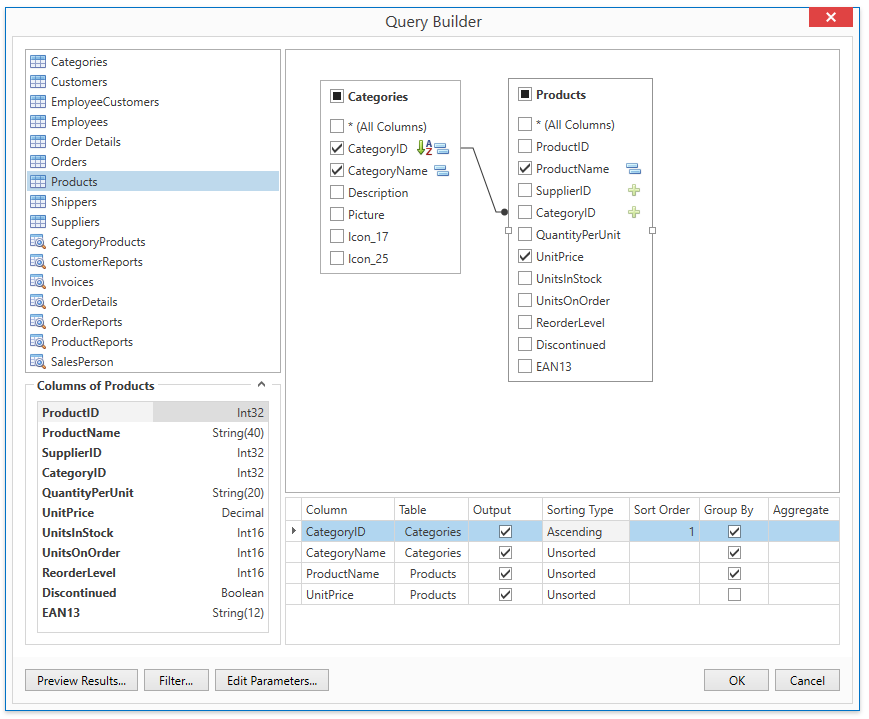 Query Builder
Categories
Customers
EmployeeCustomers
Employees
Order Details
Orders
Products
Shippers
Suppliers
CategoryProducts
CustomerReports
Invoices
OrderDetails
OrderReports
ProductReports
SalesPerson
Columns of Products
ProductID Int32
ProductName String(40)
SupplierID Int32
CategoryID Int32
QuantityPerUnit String(20)
UnitPrice Decimal
UnitsInStock Int16
UnitsOnOrder Int16
ReorderLevel Int16
Discontinued Boolean
EAN13 String(12)
Categories
* (All Columns)
CategoryID AZ
CategoryName
Description
Picture
Icon_17
Icon_25
Products
* (All Columns)
ProductID
ProductName
SupplierID
CategoryID
QuantityPerUnit
UnitPrice
UnitsInStock
UnitsOnOrder
ReorderLevel
Discontinued
EAN13
Column Table Output Sorting Type Sort Order Group By Aggregate
CategoryID Categories Ascending 1
CategoryName Categories Unsorted
ProductName Products Unsorted
UnitPrice Products Unsorted
Preview Results... Filter... Edit Parameters... OK Cancel